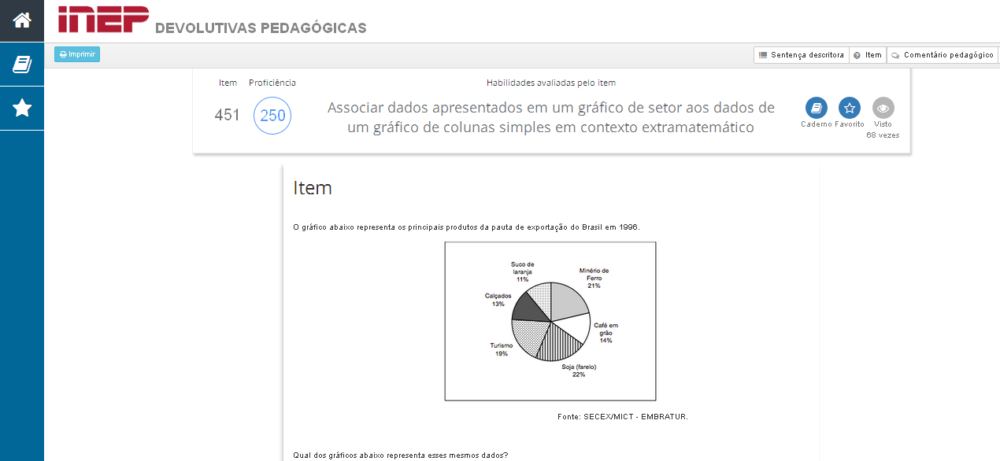 INEP DEVOLUTIVAS PEDAGÓGICAS
Imprimir
Sentença descritora
Item
Comentário pedagógico
Item
Proficiência
Habilidades avaliadas pelo item
451
250
Associar dados apresentados em um gráfico de setor aos dados de
um gráfico de colunas simples em contexto extramatemático
Caderno
Favorito
Visto
68 vezes
Item
O gráfico abaixo representa os principais produtos da pauta de exportação do Brasil em 1996.
Suco de
laranja
11%
Minério de
Ferro
21%
Calçados
13%
Café em
grão
14%
Turismo
19%
Soja (farelo)
22%
Fonte: SECEX/MICT - EMBRATUR.
Qual dos gráficos abaixo representa esses mesmos dados?